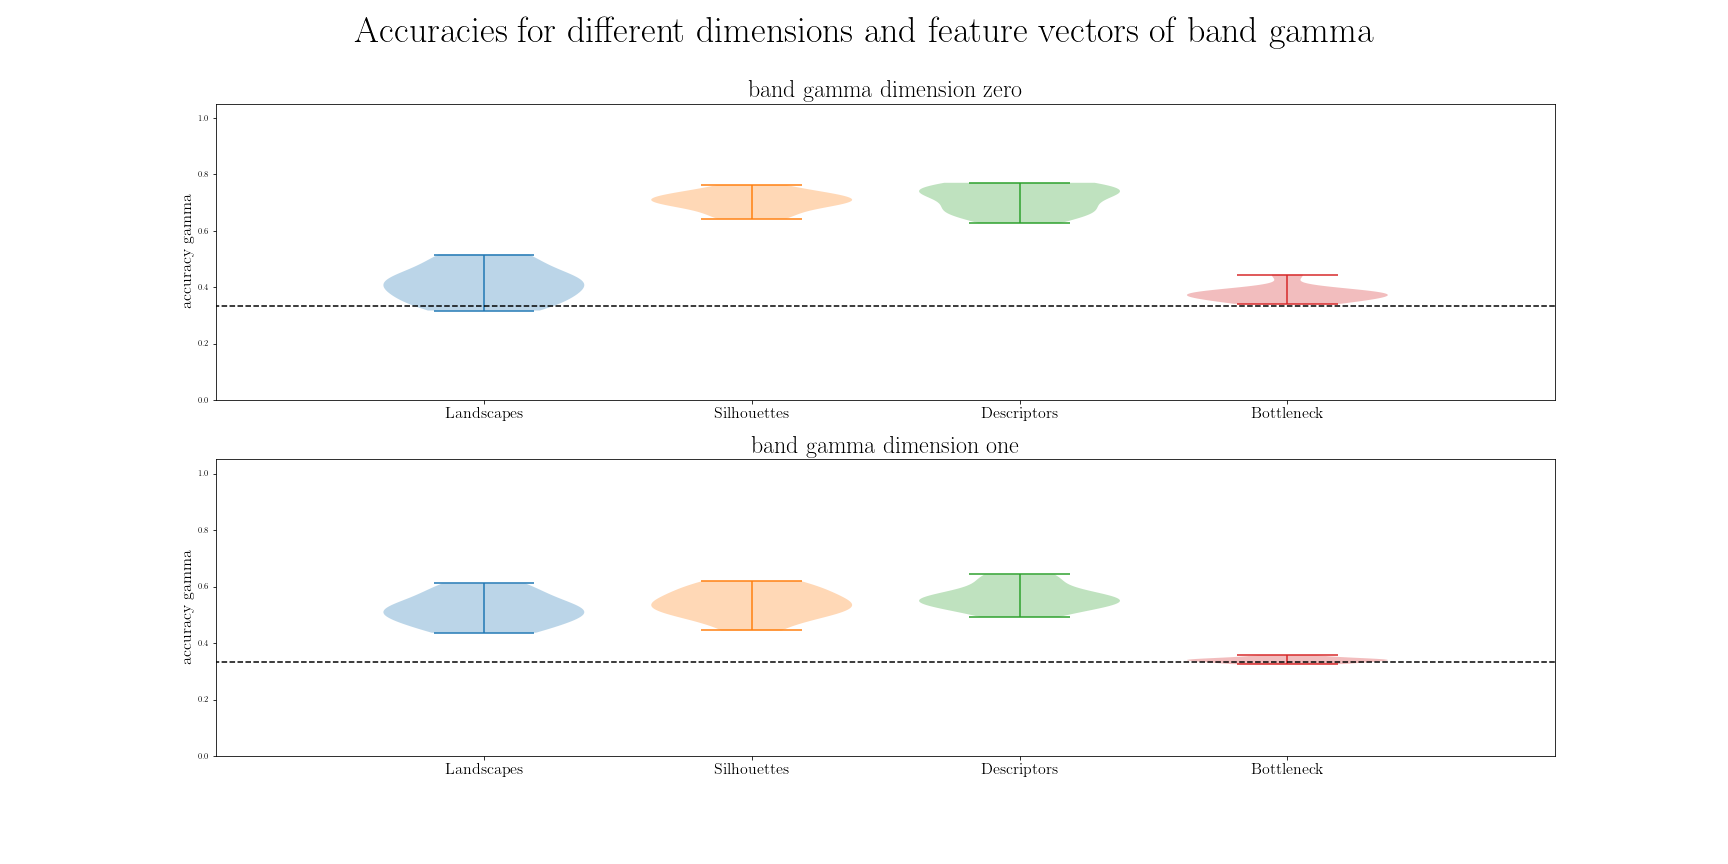 Accuracies for different dimensions and feature vectors of band gamma
band gamma dimension zero
1.0
0.8
0.6
0.4
0.2
0.0
accuracy gamma
Landscapes Silhouettes Descriptors Bottleneck
band gamma dimension one
1.0
0.8
0.6
0.4
0.2
0.0
accuracy gamma
Landscapes Silhouettes Descriptors Bottleneck